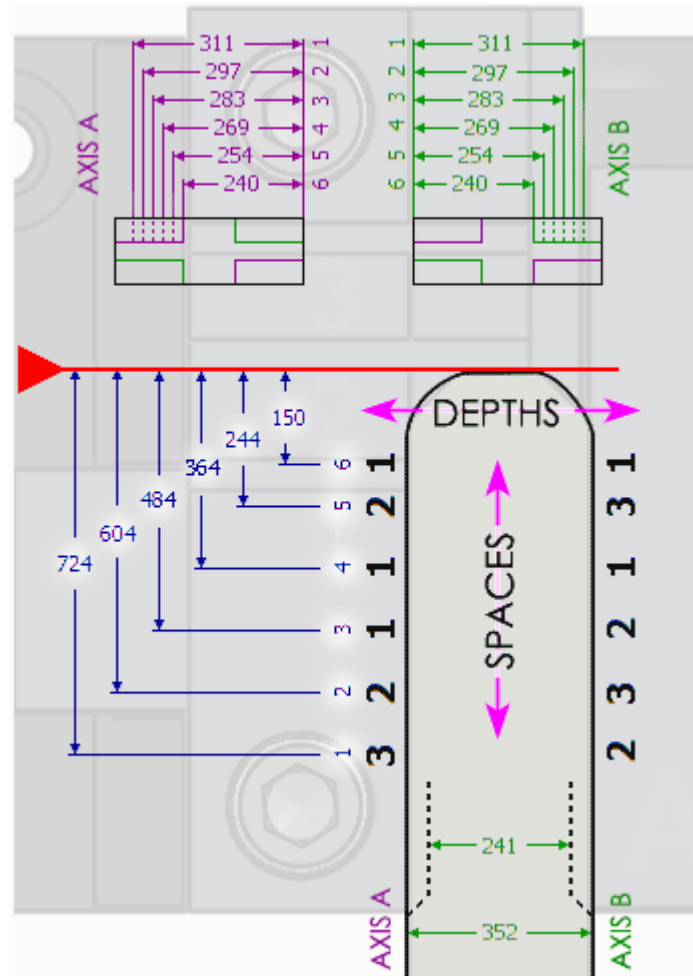 311 1 1 311
297 2 2 297
283 3 3 283
269 4 4 269
254 5 5 254
240 6 6 240
AXIS A
AXIS B
3
2
DEPTHS
150 6 1 1
244 5 2 3
364 4 1 1
484 3 1 2
604 2 2 3
724 1 3 2
SPACES
A
241
352
AXIS A
AXIS B